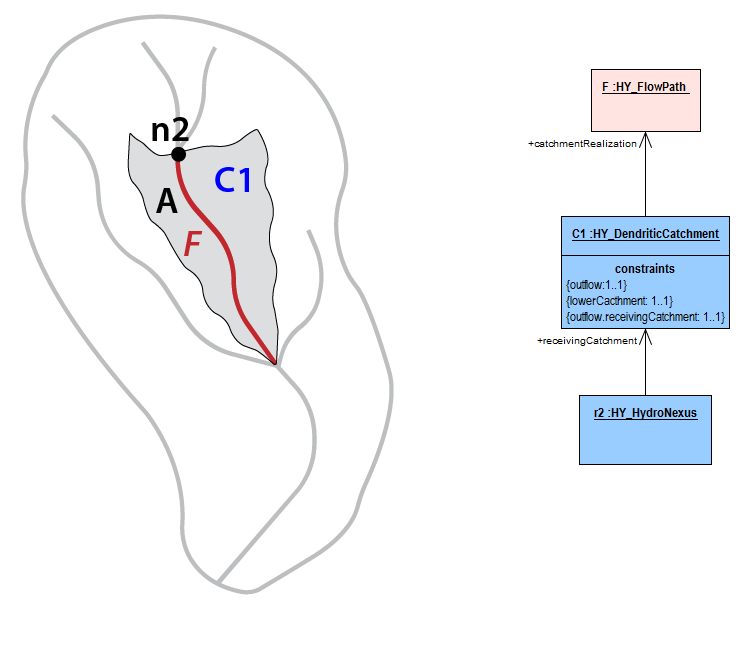 n2
C1
A
F
F :HY_FlowPath
+catchmentRealization
C1 :HY_DendriticCatchment
constraints
{outflow:1..1}
{lowerCacthment: 1..1}
{outflow.receivingCatchment: 1..1}
+receivingCatchment
r2 :HY_HydroNexus